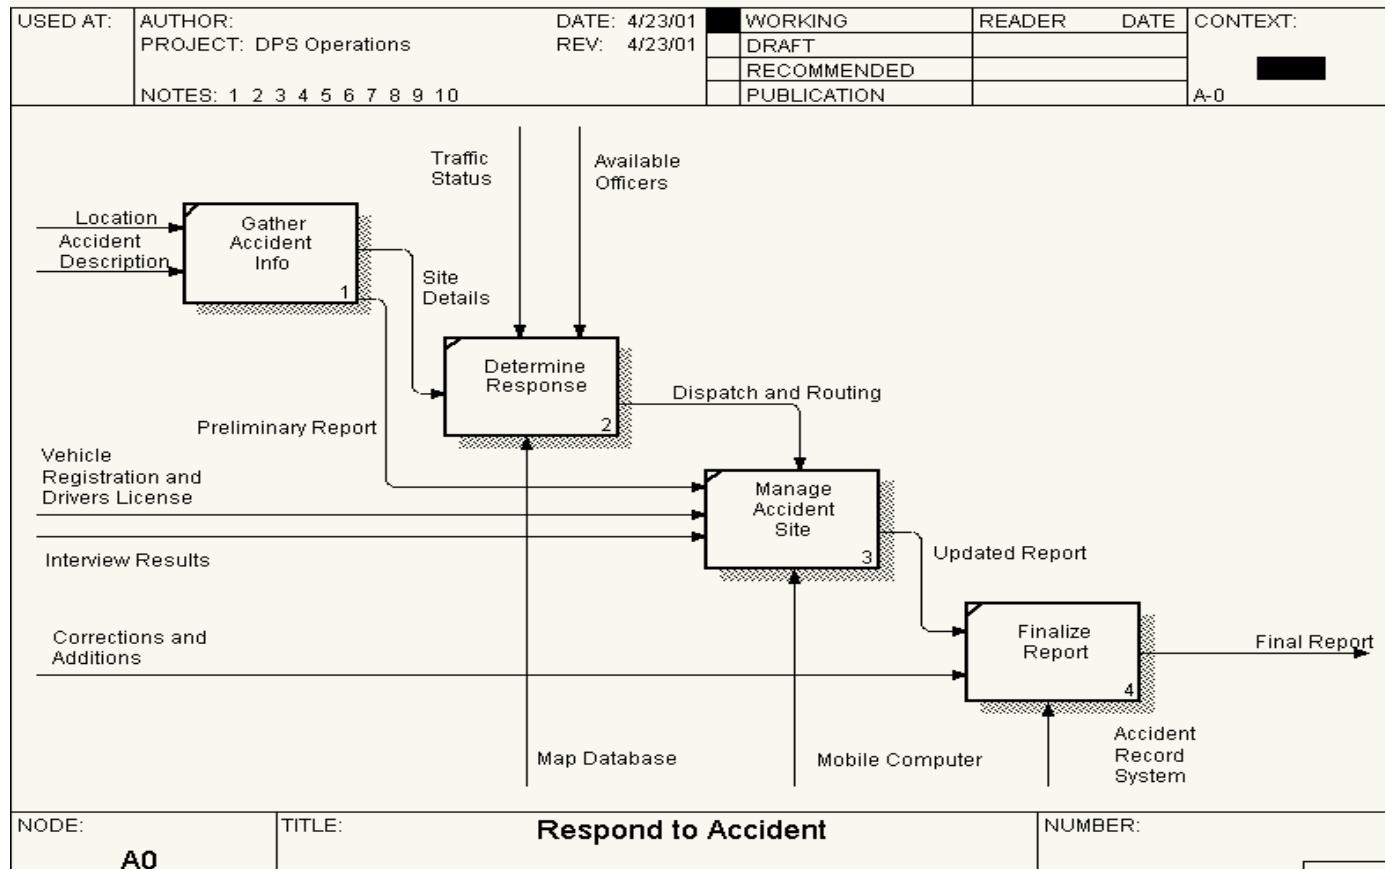 USED AT:
AUTHOR:
DATE: 4/23/01
WORKING
READER
DATE
CONTEXT:
PROJECT: DPS Operations
REV: 4/23/01
DRAFT
RECOMMENDED
NOTES: 1 2 3 4 5 6 7 8 9 10
PUBLICATION
A-0
Traffic
Status
Available
Officers
Location
Accident
Description
Gather
Accident
Info
1
Site
Details
Determine
Response
2
Dispatch and Routing
Preliminary Report
Vehicle
Registration and
Drivers License
Manage
Accident
Site
3
Interview Results
Updated Report
Corrections and
Additions
Finalize
Report
4
Final Report
Map Database
Mobile Computer
Accident
Record
System
NODE:
A0
TITLE:
Respond to Accident
NUMBER: